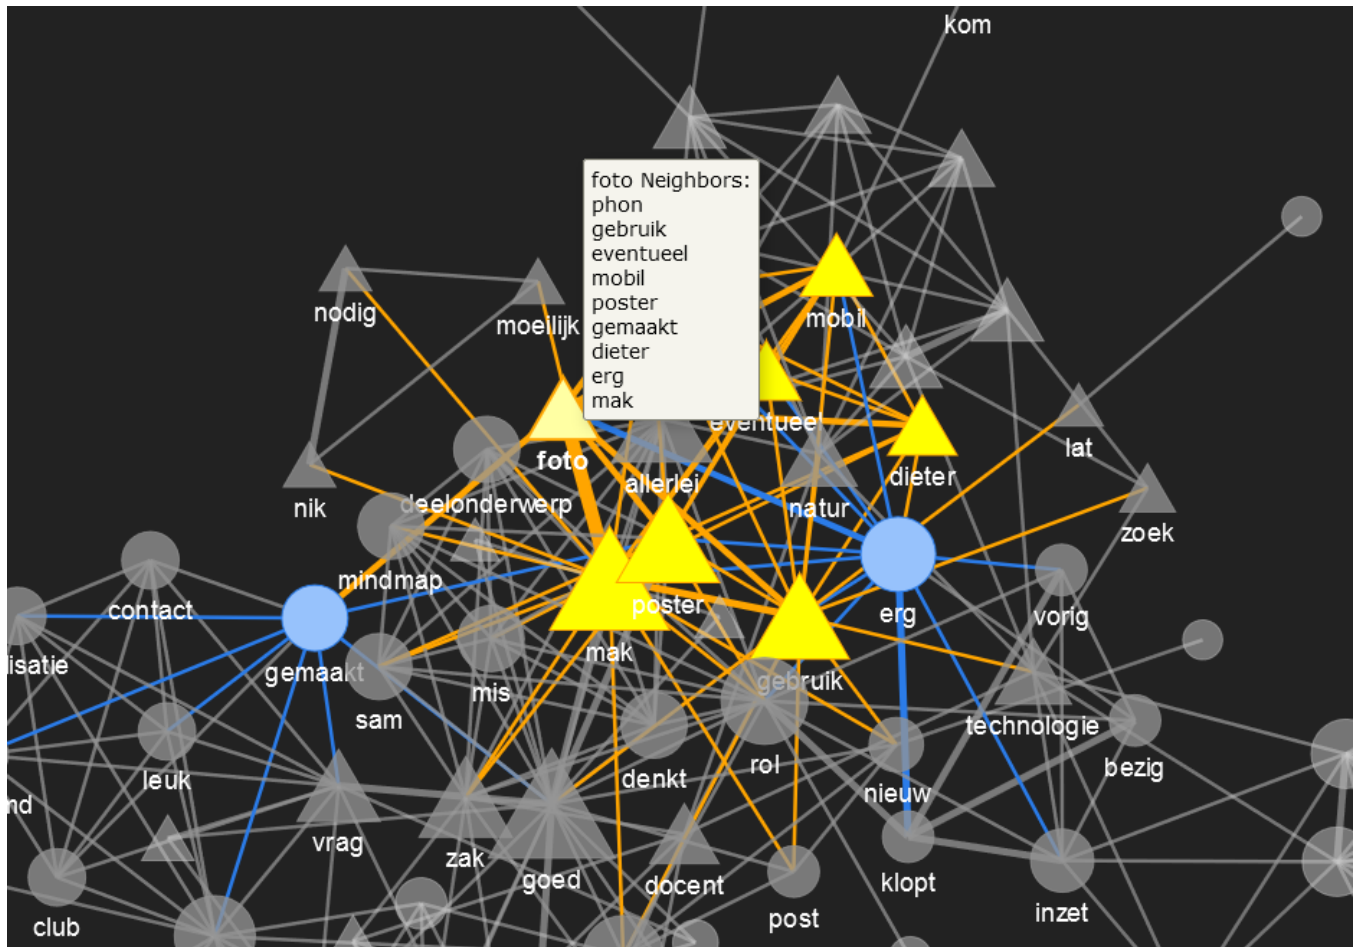 kom
foto Neighbors:
phon
gebruik
eventueel
mobil
poster
gemaakt
dieter
erg
mak
nodig
moeilijk
mobil
eventueel
foto
allerlei
dieter
lat
nik
deelonderwerp
natur
zoek
mindmap
contact
poster
erg
vorig
lisatie
gemaakt
mak
gebruik
sam
mis
technologie
leuk
denkt
rol
bezig
nd
nieuw
vrag
zak
goed
docent
klopt
club
post
inzet